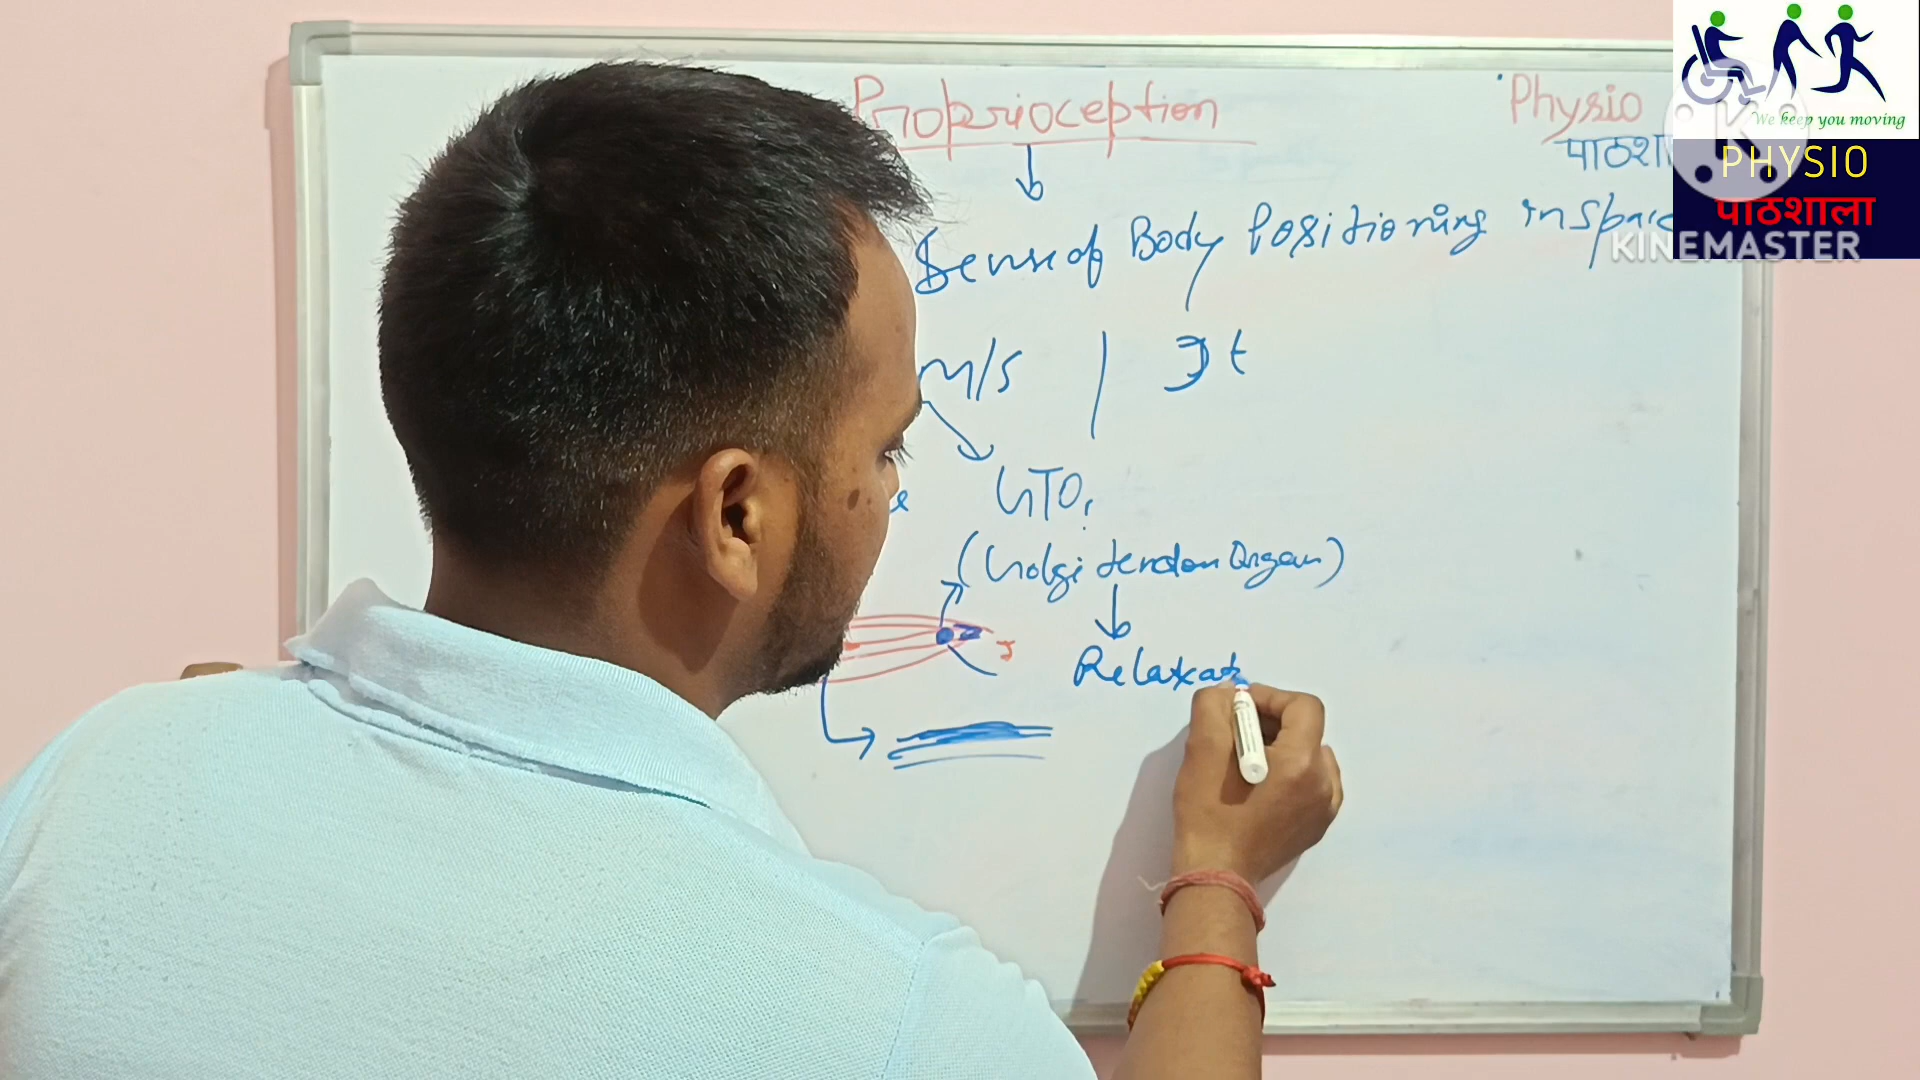 Proprioception
Physio
पाठशा
We keep you moving
PHYSIO
पाठशाला
KINEMASTER
Sense of Body Positioning in Space
M/S | Jt
GTO,
(Golgi tendon Organ)
Relaxat